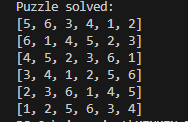 Puzzle solved:
[5, 6, 3, 4, 1, 2]
[6, 1, 4, 5, 2, 3]
[4, 5, 2, 3, 6, 1]
[3, 4, 1, 2, 5, 6]
[2, 3, 6, 1, 4, 5]
[1, 2, 5, 6, 3, 4]